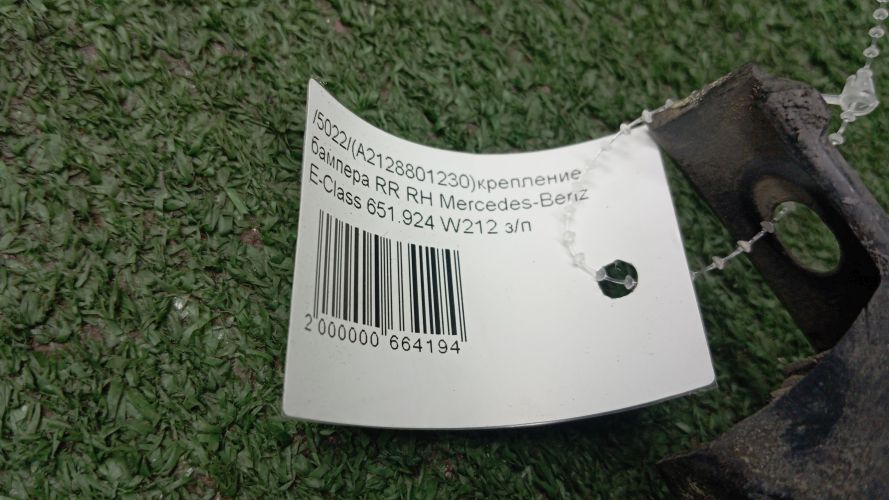 /5022/(A2128801230)крепление
бампера RR RH Mercedes-Benz
E-Class 651.924 W212 з/п
2 000000 664194